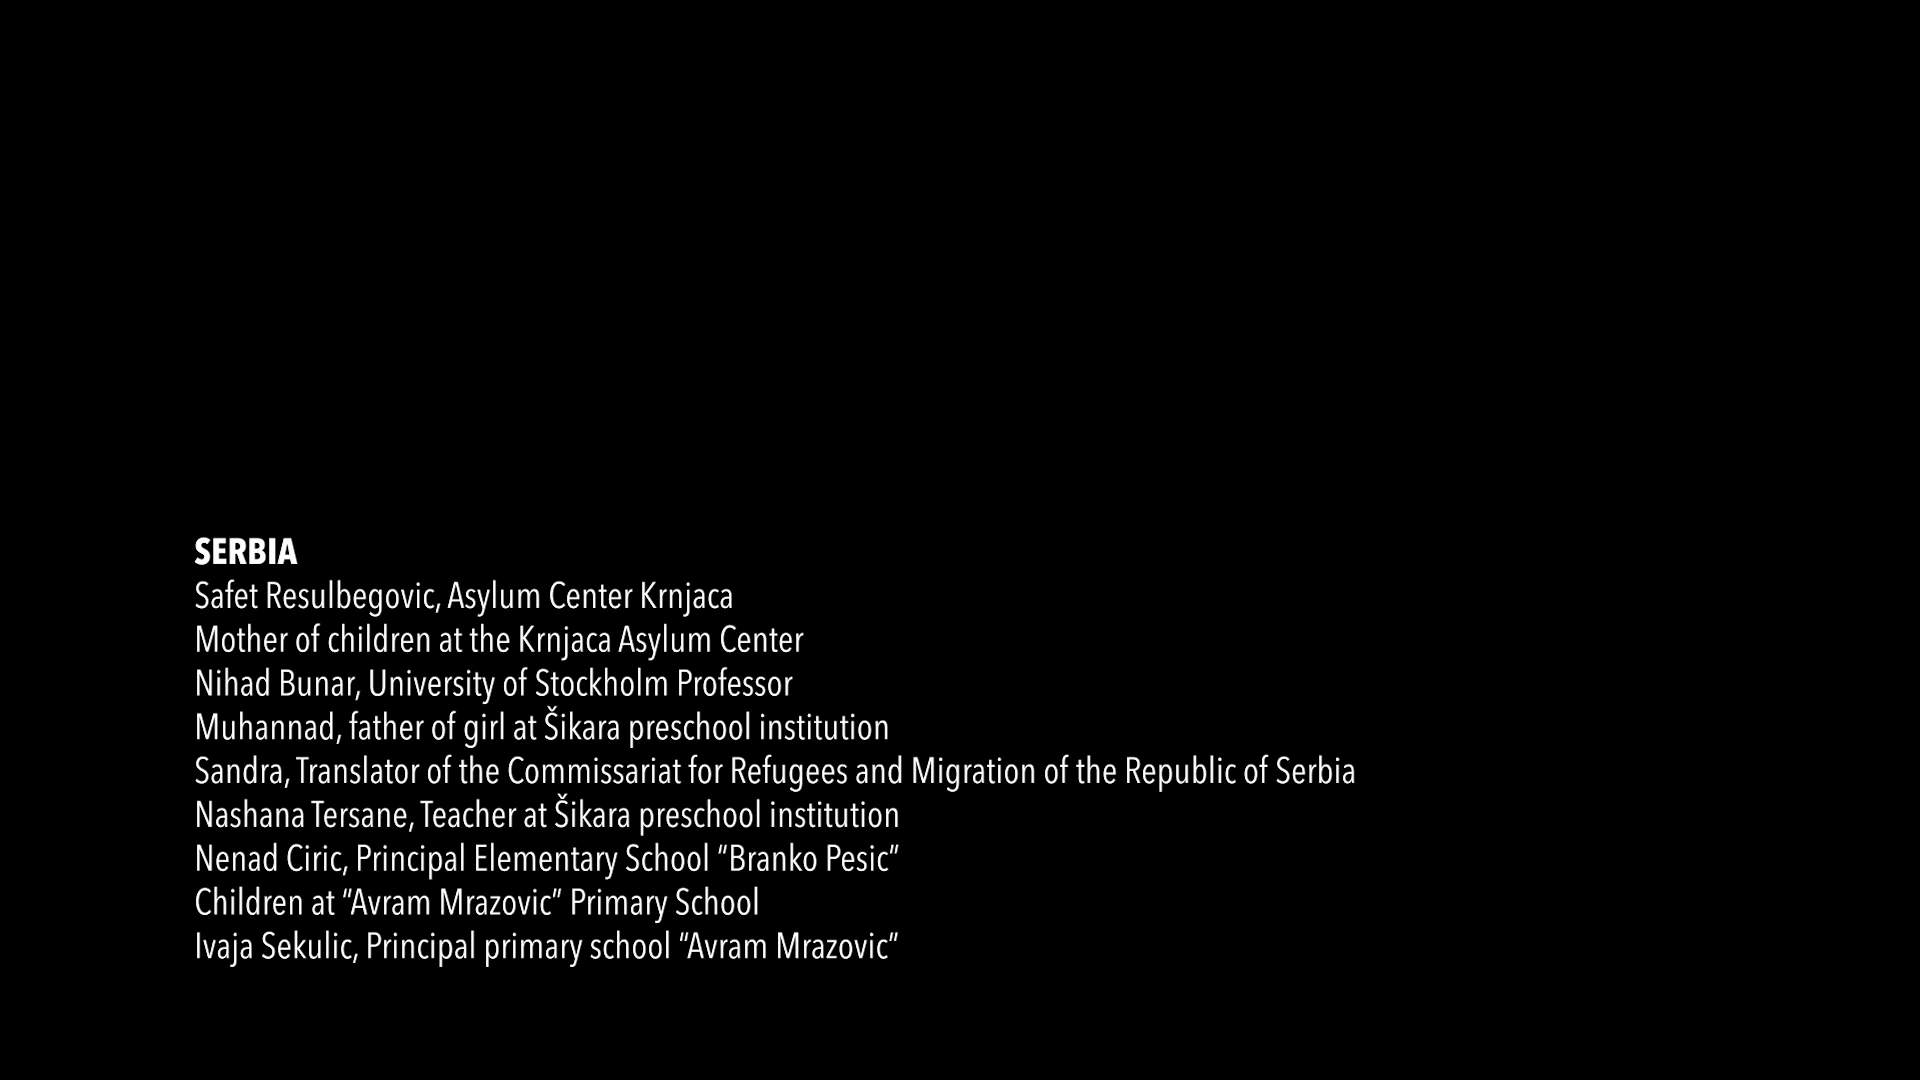 SERBIA
Safet Resulbegovic, Asylum Center Krnjaca
Mother of children at the Krnjaca Asylum Center
Nihad Bunar, University of Stockholm Professor
Muhannad, father of girl at Šikara preschool institution
Sandra, Translator of the Commissariat for Refugees and Migration of the Republic of Serbia
Nashana Tersane, Teacher at Šikara preschool institution
Nenad Ciric, Principal Elementary School “Branko Pesic”
Children at “Avram Mrazovic” Primary School
Ivaja Sekulic, Principal primary school “Avram Mrazovic”